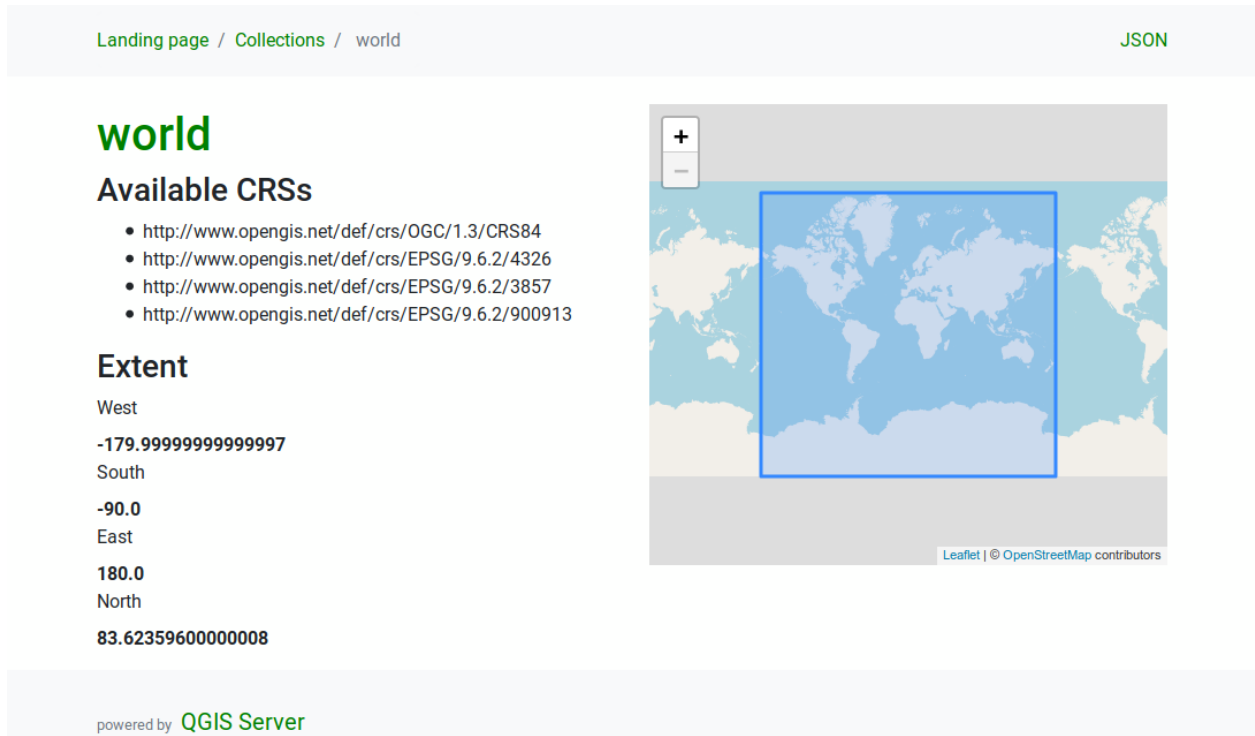 Landing page / Collections / world
JSON
world
Available CRSs
http://www.opengis.net/def/crs/OGC/1.3/CRS84
http://www.opengis.net/def/crs/EPSG/9.6.2/4326
http://www.opengis.net/def/crs/EPSG/9.6.2/3857
http://www.opengis.net/def/crs/EPSG/9.6.2/900913
Extent
West
-179.99999999999997
South
-90.0
East
180.0
North
83.62359600000008
+
−
Leaflet | © OpenStreetMap contributors
powered by QGIS Server